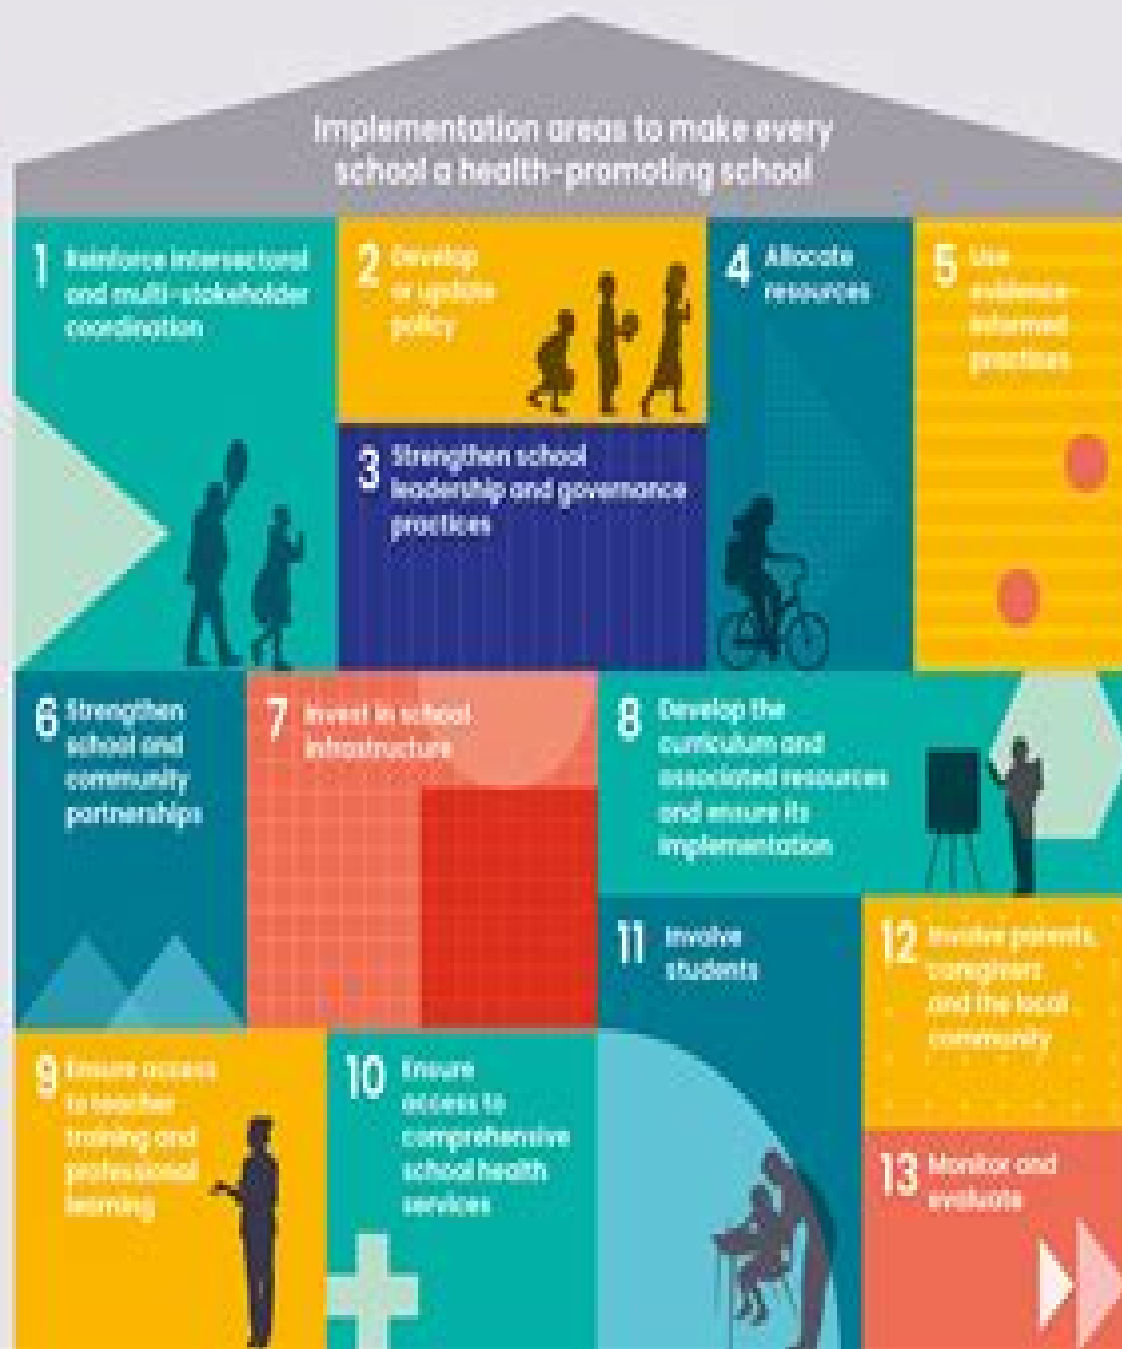 Implementation areas to make every
school a health-promoting school
1 Reinforce intersectoral
and multi-stakeholder
coordination
2 Develop
or update
policy
3 Strengthen school
leadership and governance
practices
4 Allocate
resources
5 Use
evidence-
informed
practices
6 Strengthen
school and
community
partnerships
7 Invest in school
infrastructure
8 Develop the
curriculum and
associated resources
and ensure its
implementation
9 Ensure access
to teacher
training and
professional
learning
10 Ensure
access to
comprehensive
school health
services
11 Involve
students
12 Involve parents,
caregivers
and the local
community
13 Monitor and
evaluate